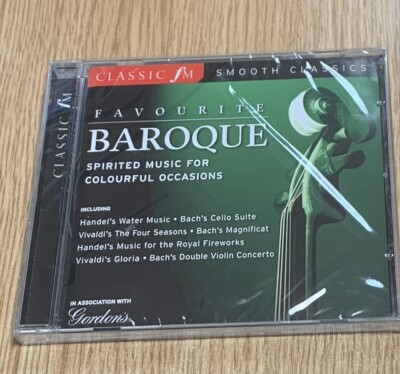 CLASSIC fM SMOOTH CLASSICS
CLASSIC fM
FAVOURITE
BAROQUE
SPIRITED MUSIC FOR
COLOURFUL OCCASIONS
INCLUDING
Handel's Water Music • Bach's Cello Suite
Vivaldi's The Four Seasons • Bach's Magnificat
Handel's Music for the Royal Fireworks
Vivaldi's Gloria • Bach's Double Violin Concerto
IN ASSOCIATION WITH
Gordons